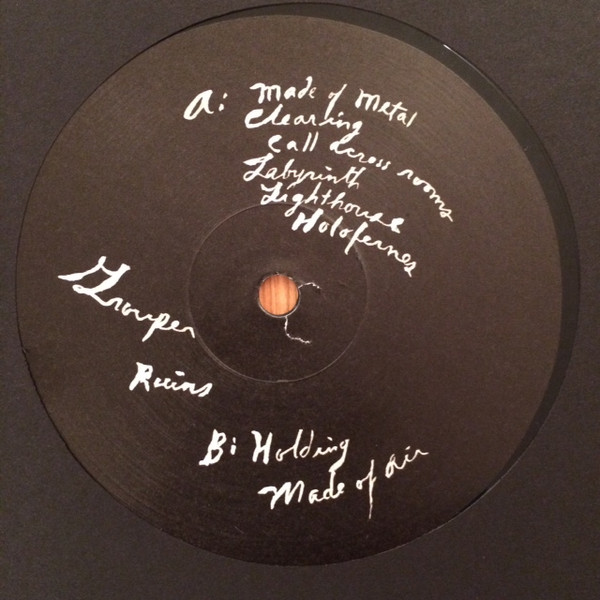 A: Made of Metal
Clearing
Call across rooms
Labyrinth
Lighthouse
Holofernes
Grouper
Ruins
B: Holding
Made of air